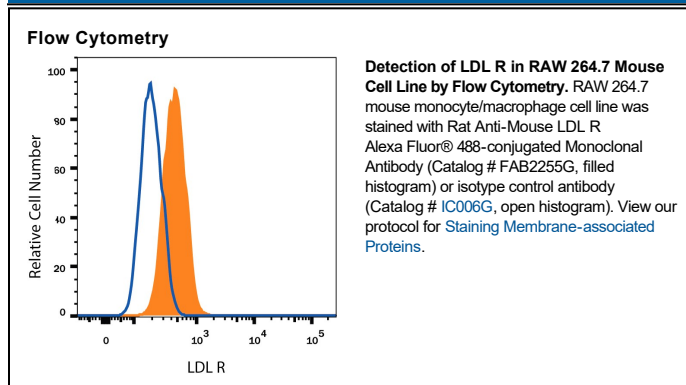 Flow Cytometry
Relative Cell Number
100
80
60
40
20
0
0 10³ 10⁴ 10⁵
LDL R
Detection of LDL R in RAW 264.7 Mouse
Cell Line by Flow Cytometry. RAW 264.7
mouse monocyte/macrophage cell line was
stained with Rat Anti-Mouse LDL R
Alexa Fluor® 488-conjugated Monoclonal
Antibody (Catalog # FAB2255G, filled
histogram) or isotype control antibody
(Catalog # IC006G, open histogram). View our
protocol for Staining Membrane-associated
Proteins.